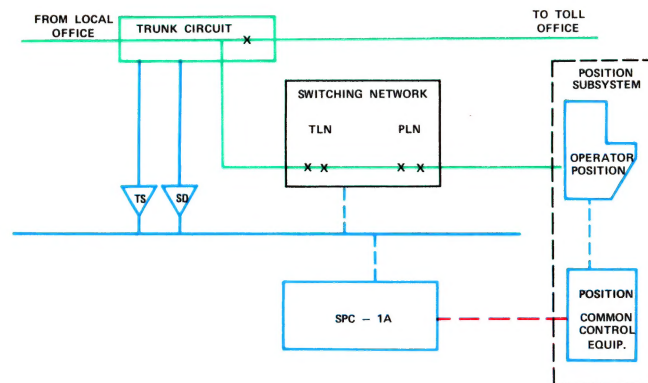 FROM LOCAL
OFFICE
TRUNK CIRCUIT
X
TO TOLL
OFFICE
POSITION
SUBSYSTEM
SWITCHING NETWORK
TLN PLN
X X X X
OPERATOR
POSITION
TS SD
SPC – 1A
POSITION
COMMON
CONTROL
EQUIP.